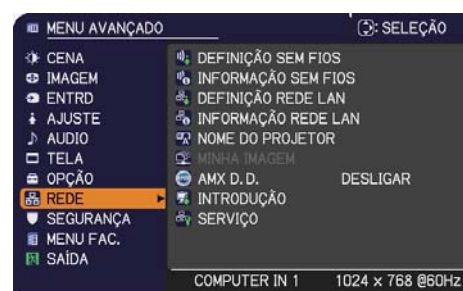 MENU AVANÇADO : SELEÇÃO
CENA
IMAGEM
ENTRD
AJUSTE
AUDIO
TELA
OPÇÃO
REDE
SEGURANÇA
MENU FAC.
SAÍDA
DEFINIÇÃO SEM FIOS
INFORMAÇÃO SEM FIOS
DEFINIÇÃO REDE LAN
INFORMAÇÃO REDE LAN
NOME DO PROJETOR
MINHA IMAGEM
AMX D.D. DESLIGAR
INTRODUÇÃO
SERVIÇO
COMPUTER IN 1 1024 x 768 @60Hz